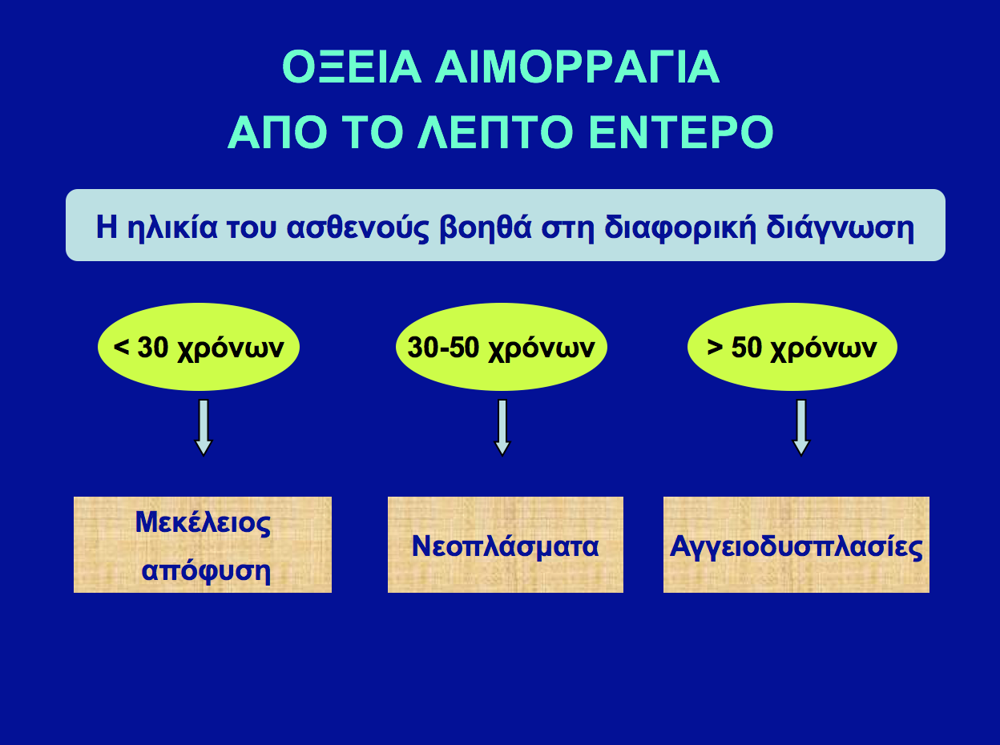 ΟΞΕΙΑ ΑΙΜΟΡΡΑΓΙΑ
ΑΠΟ ΤΟ ΛΕΠΤΟ ΕΝΤΕΡΟ
Η ηλικία του ασθενούς βοηθά στη διαφορική διάγνωση
< 30 χρόνων
30-50 χρόνων
> 50 χρόνων
Μεκέλειος
απόφυση
Νεοπλάσματα
Αγγειοδυσπλασίες